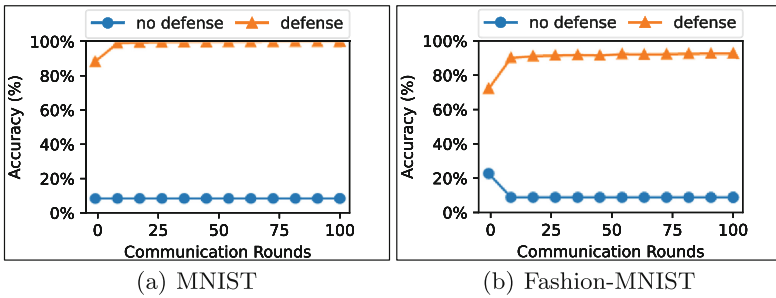 no defense defense
100%
80%
60%
40%
20%
0%
Accuracy (%)
0 25 50 75 100
Communication Rounds
(a) MNIST
no defense defense
100%
80%
60%
40%
20%
0%
Accuracy (%)
0 25 50 75 100
Communication Rounds
(b) Fashion-MNIST